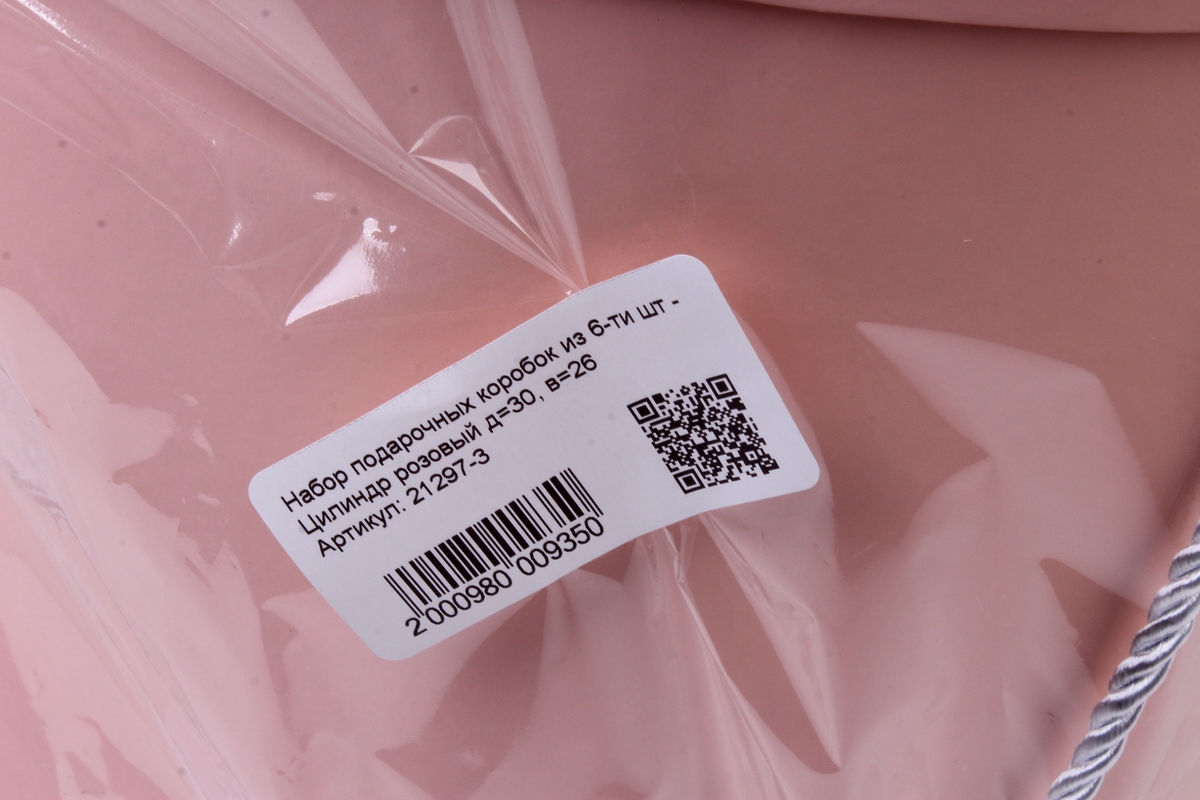 Набор подарочных коробок из 6-ти шт -
Цилиндр розовый д=30, в=26
Артикул: 21297-3
2 000980 009350